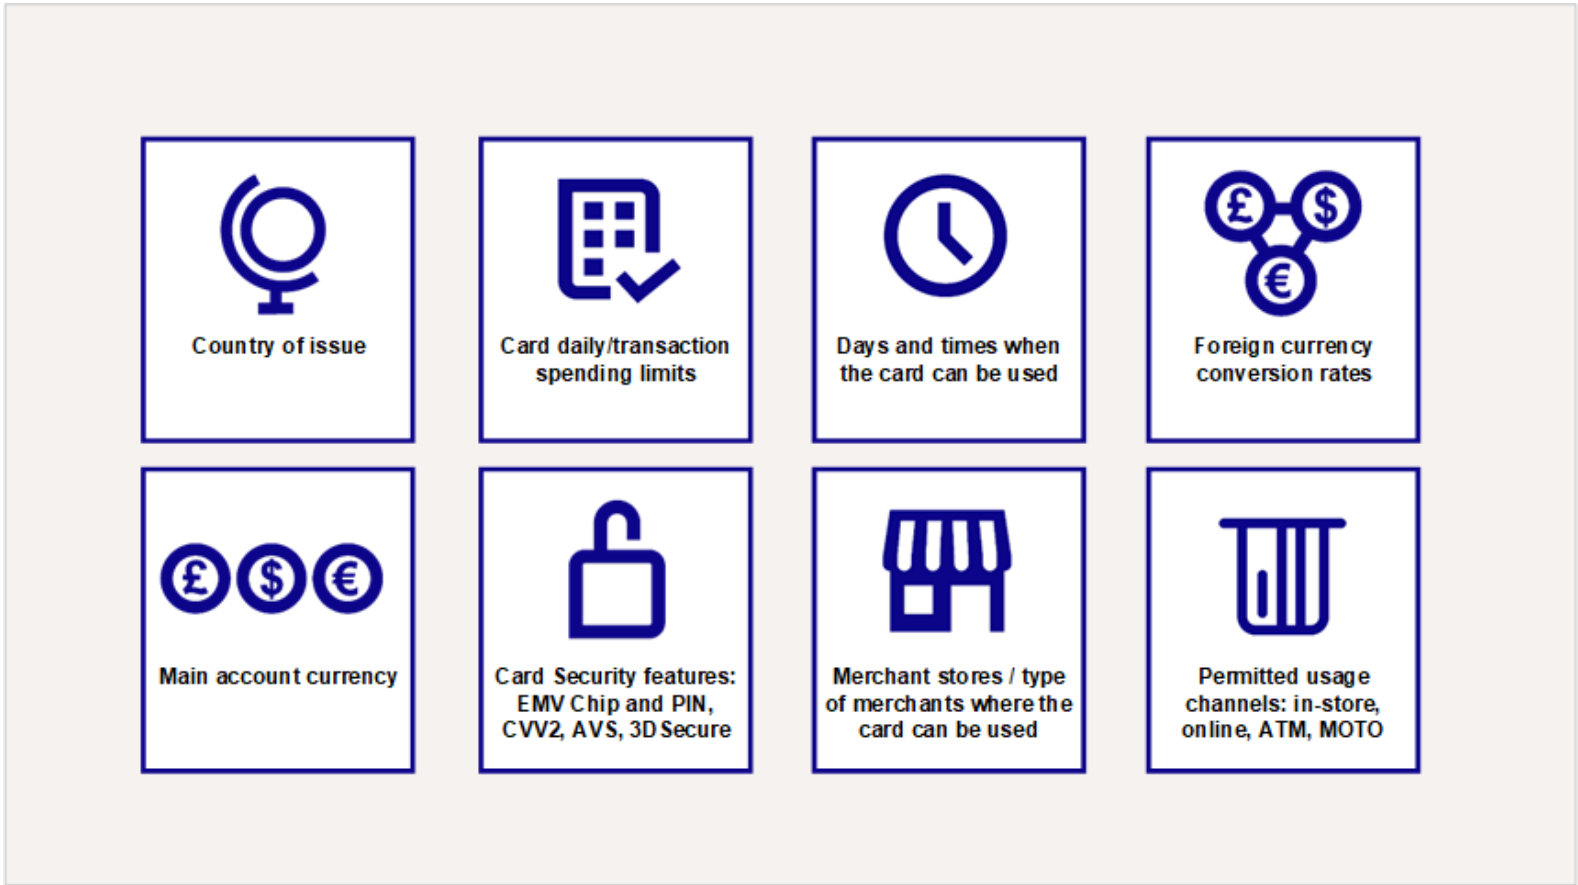 £ $
€
Country of issue
Card daily/transaction
spending limits
Days and times when
the card can be used
Foreign currency
conversion rates
£ $ €
Main account currency
Card Security features:
EMV Chip and PIN,
CVV2, AVS, 3D Secure
Merchant stores / type
of merchants where the
card can be used
Permitted usage
channels: in-store,
online, ATM, MOTO